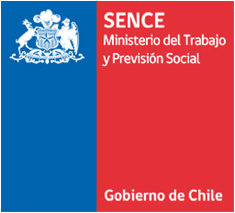 SENCE
Ministerio del Trabajo
y Previsión Social
Gobierno de Chile